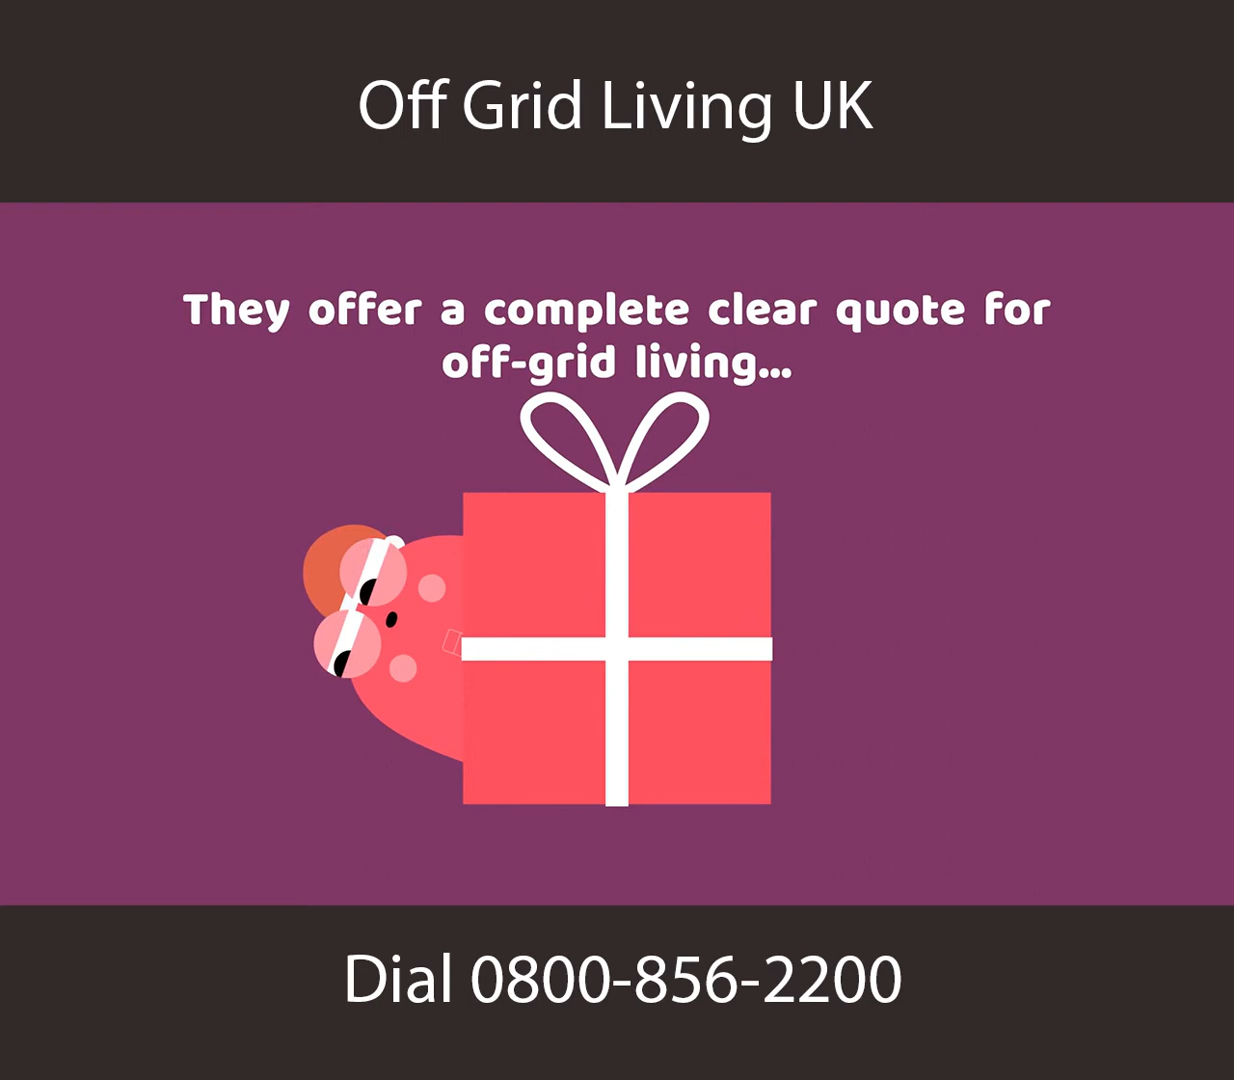 Off Grid Living UK
They offer a complete clear quote for
off-grid living...
Dial 0800-856-2200